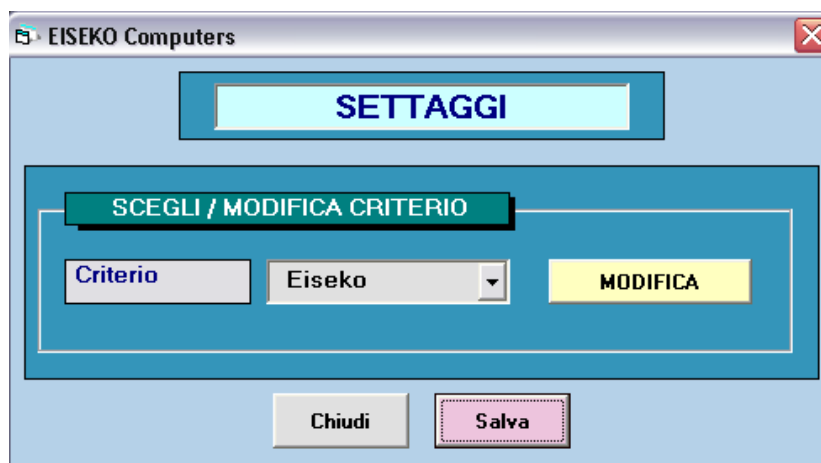 EISEKO Computers
SETTAGGI
SCEGLI / MODIFICA CRITERIO
Criterio Eiseko MODIFICA
Chiudi Salva